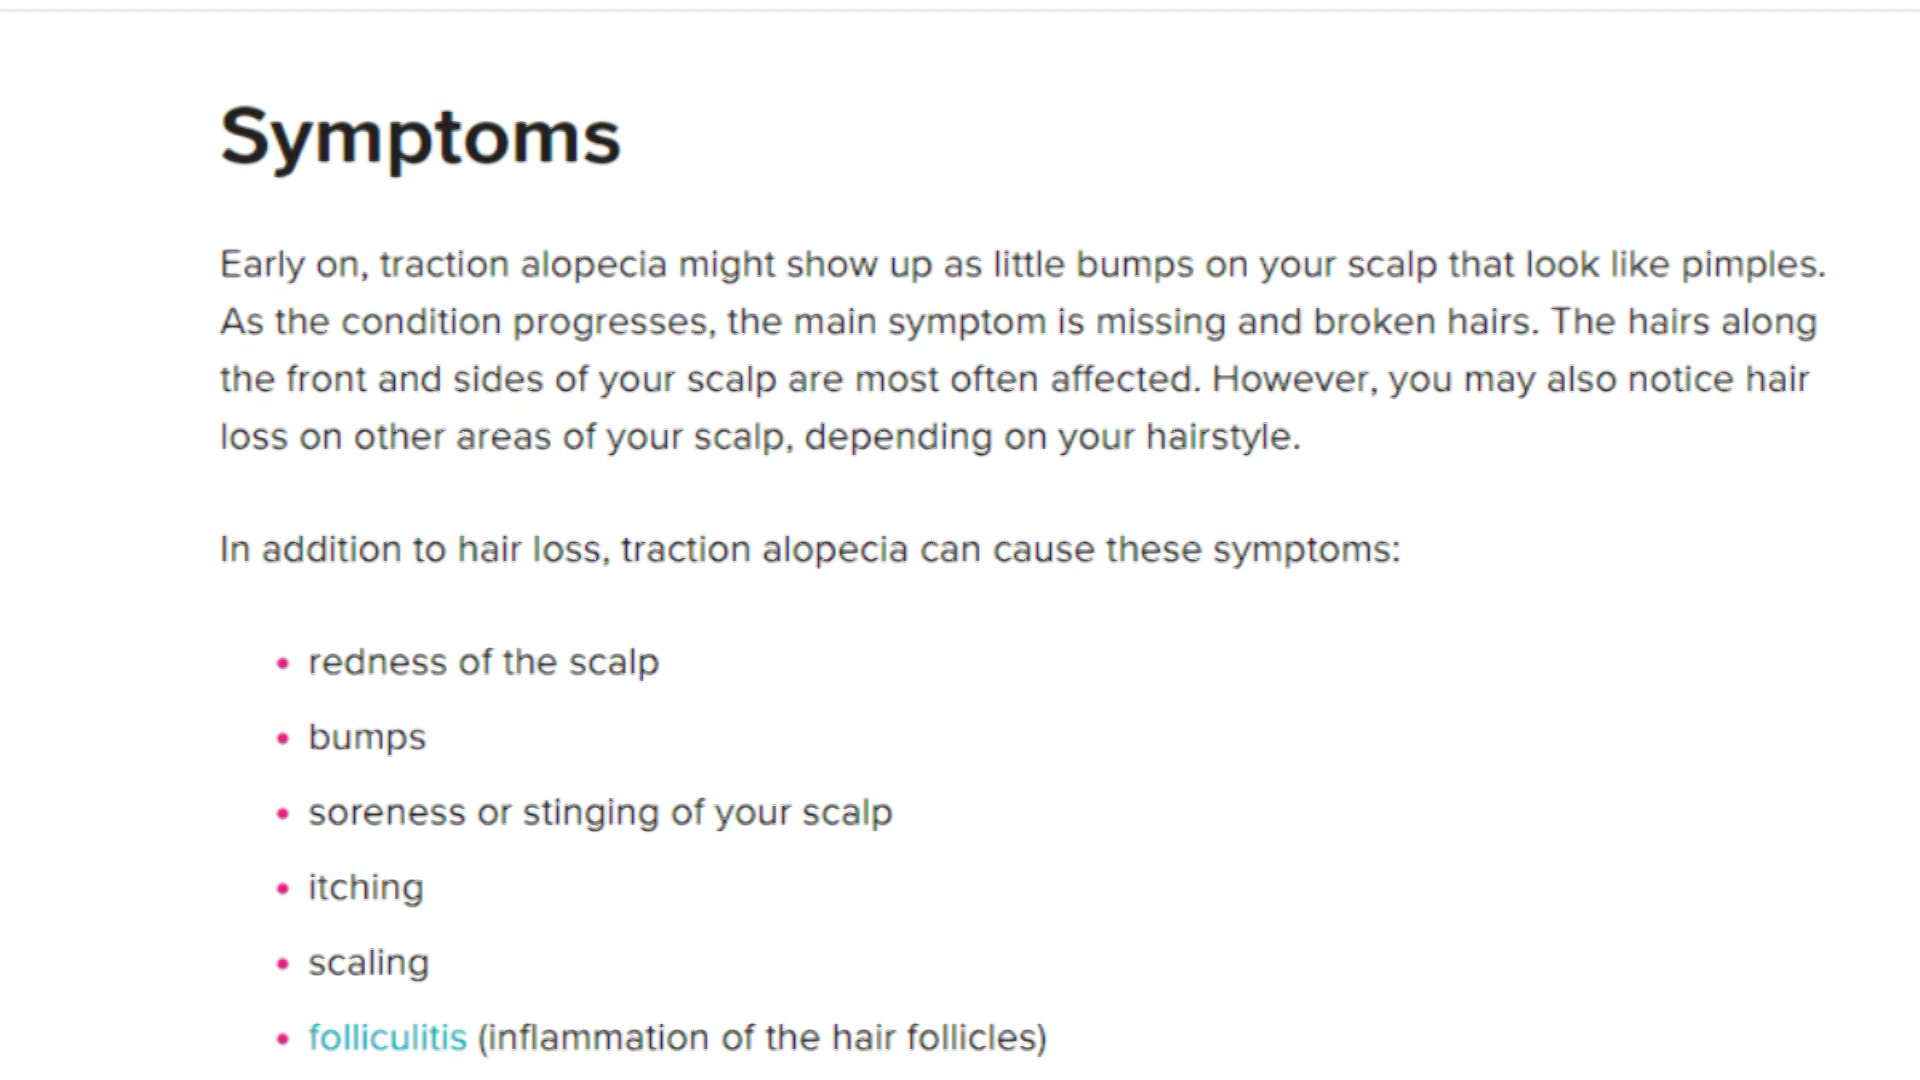 Symptoms
Early on, traction alopecia might show up as little bumps on your scalp that look like pimples.
As the condition progresses, the main symptom is missing and broken hairs. The hairs along
the front and sides of your scalp are most often affected. However, you may also notice hair
loss on other areas of your scalp, depending on your hairstyle.
In addition to hair loss, traction alopecia can cause these symptoms:
• redness of the scalp
• bumps
• soreness or stinging of your scalp
• itching
• scaling
• folliculitis (inflammation of the hair follicles)